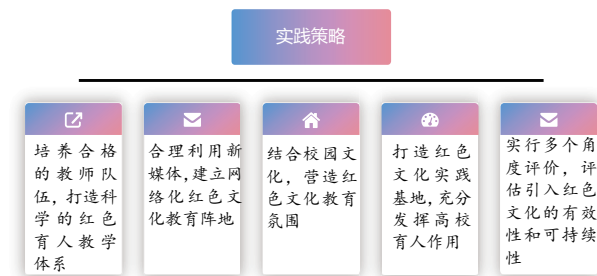 实践策略
培养合格
的教师队
伍，打造科
学的红色
育人教学
体系
合理利用新
媒体，建立网
络化红色文
化教育阵地
结合校园文
化，营造红
色文化教育
氛围
打造红色
文化实践
基地，充分
发挥高校
育人作用
实行多个角
度评价，评
估引入红色
文化的有效
性和可持续
性